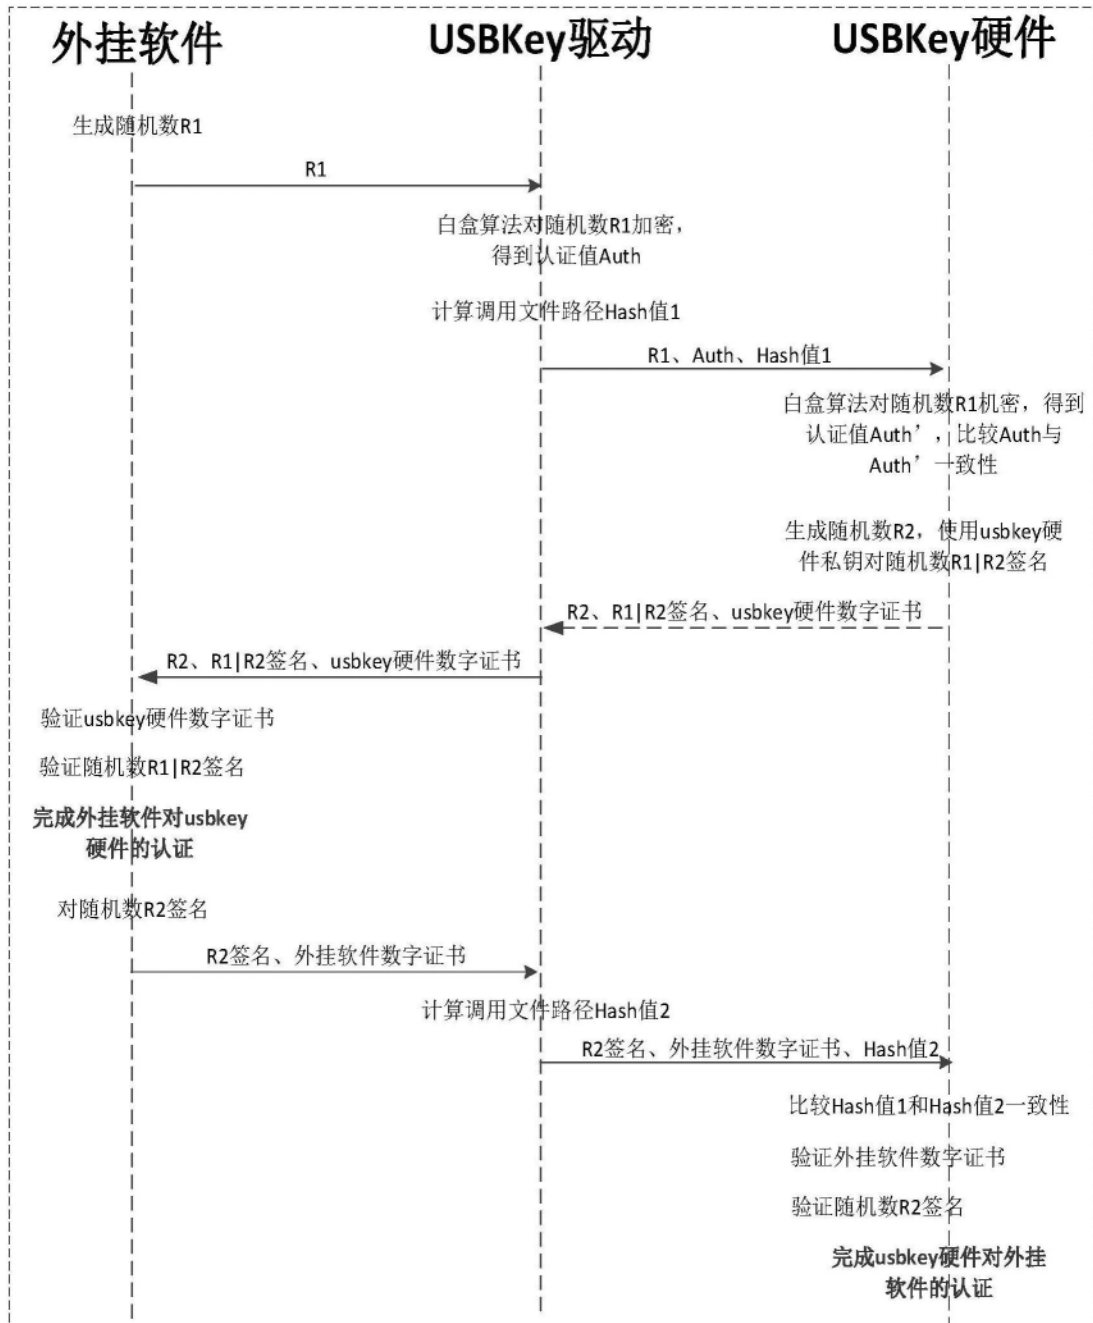 外挂软件
USBKey驱动
USBKey硬件
生成随机数R1
R1
白盒算法对随机数R1加密，
得到认证值Auth
计算调用文件路径Hash值1
R1、Auth、Hash值1
白盒算法对随机数R1机密，得到
认证值Auth’，比较Auth与
Auth’一致性
生成随机数R2，使用usbkey硬
件私钥对随机数R1|R2签名
R2、R1|R2签名、usbkey硬件数字证书
R2、R1|R2签名、usbkey硬件数字证书
验证usbkey硬件数字证书
验证随机数R1|R2签名
完成外挂软件对usbkey
硬件的认证
对随机数R2签名
R2签名、外挂软件数字证书
计算调用文件路径Hash值2
R2签名、外挂软件数字证书、Hash值2
比较Hash值1和Hash值2一致性
验证外挂软件数字证书
验证随机数R2签名
完成usbkey硬件对外挂
软件的认证